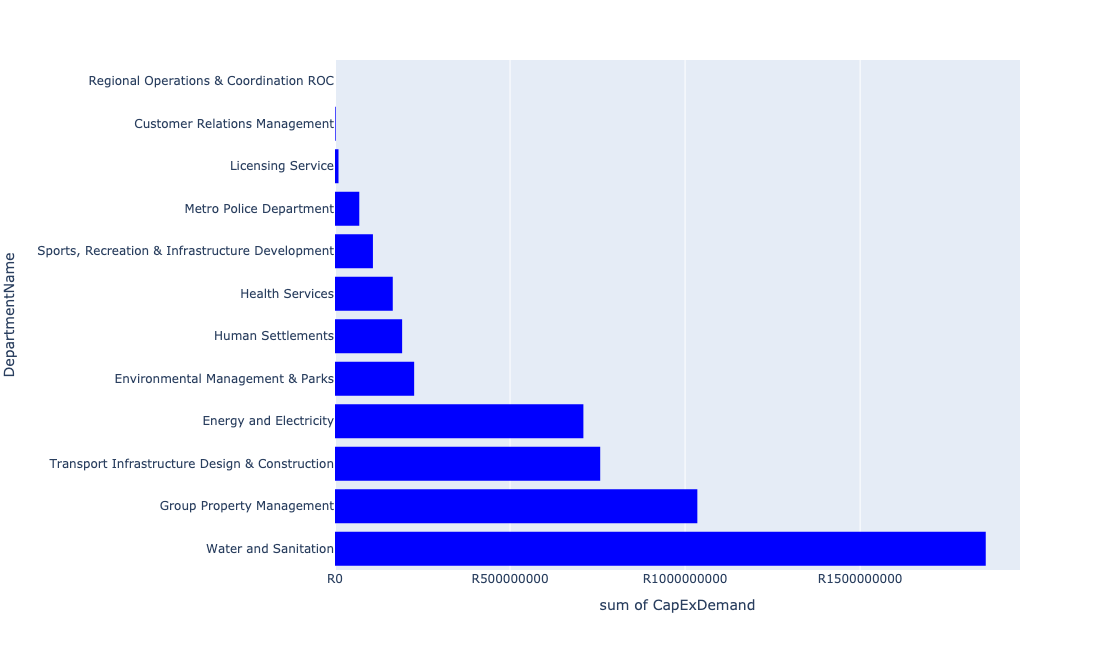 Regional Operations & Coordination ROC
Customer Relations Management
Licensing Service
Metro Police Department
Sports, Recreation & Infrastructure Development
Health Services
Human Settlements
Environmental Management & Parks
Energy and Electricity
Transport Infrastructure Design & Construction
Group Property Management
Water and Sanitation
DepartmentName
R0 R500000000 R1000000000 R1500000000
sum of CapExDemand